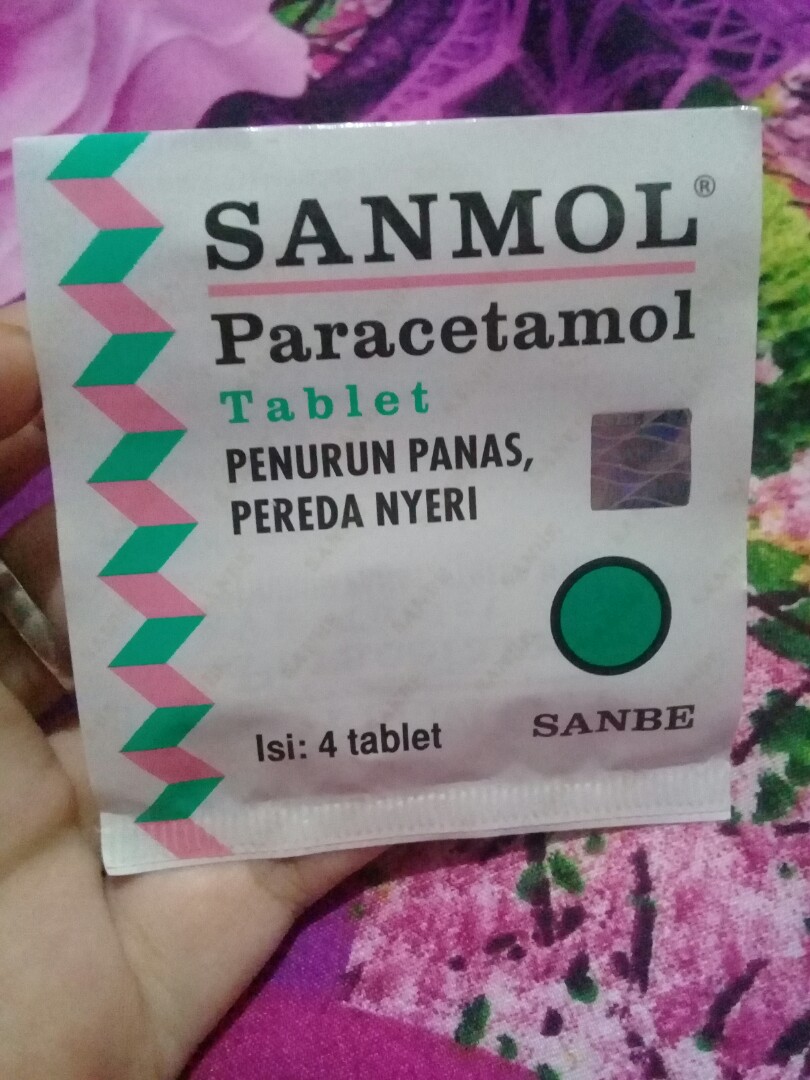 SANMOL®
Paracetamol
Tablet
PENURUN PANAS,
PEREDA NYERI
Isi: 4 tablet
SANBE